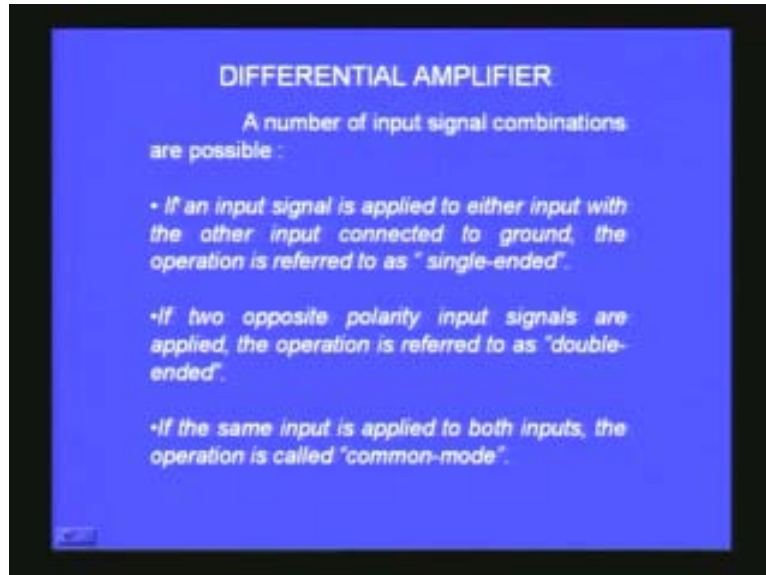 DIFFERENTIAL AMPLIFIER
A number of input signal combinations
are possible :
• If an input signal is applied to either input with
the other input connected to ground, the
operation is referred to as “ single-ended”.
•If two opposite polarity input signals are
applied, the operation is referred to as “double-
ended”.
•If the same input is applied to both inputs, the
operation is called “common-mode”.